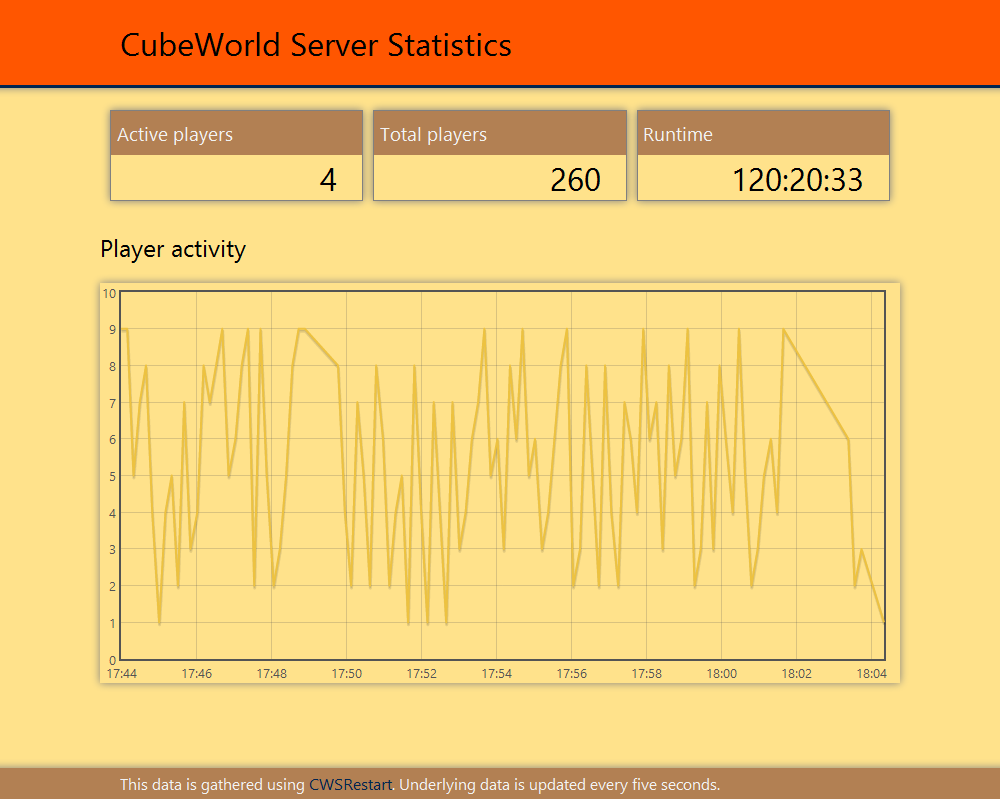 CubeWorld Server Statistics
Active players
Total players
Runtime
4
260
120:20:33
Player activity
10
9
8
7
6
5
4
3
2
1
0
17:44 17:46 17:48 17:50 17:52 17:54 17:56 17:58 18:00 18:02 18:04
This data is gathered using CWSRestart. Underlying data is updated every five seconds.